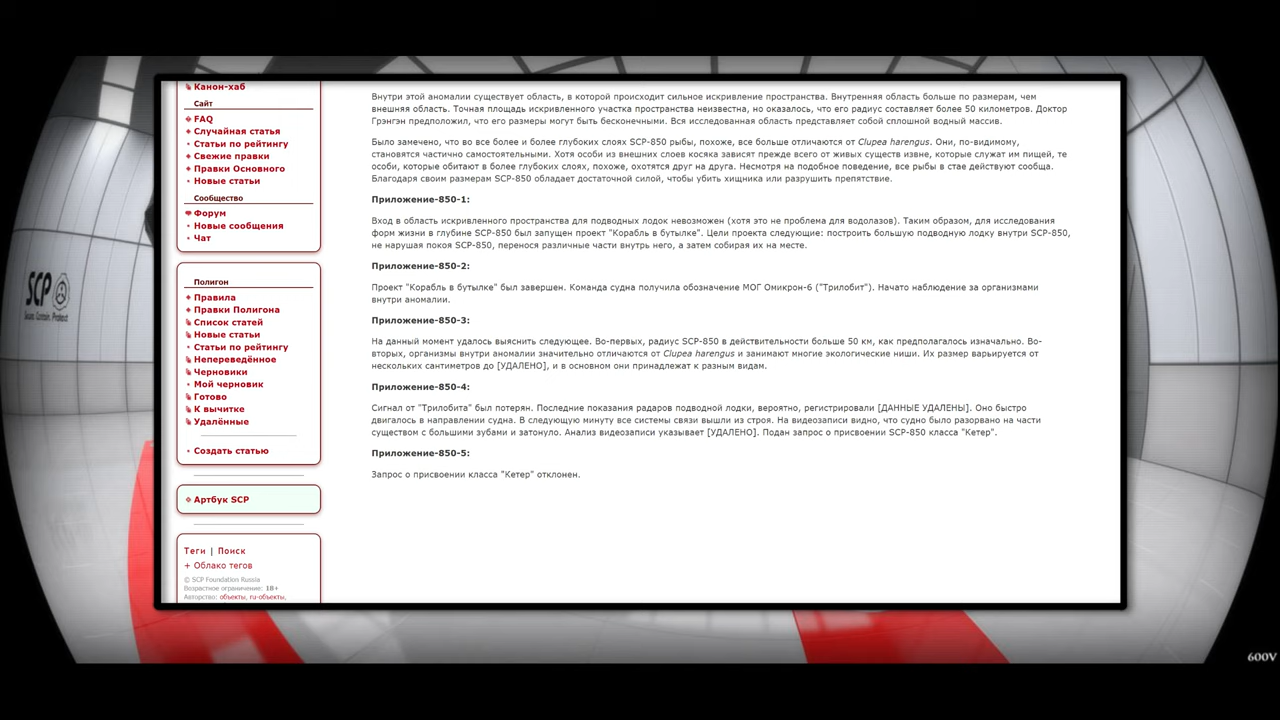 Канон-хаб
Сайт
FAQ
Случайная статья
Статьи по рейтингу
Свежие правки
Правки Основного
Новые статьи
Сообщество
Форум
Новые сообщения
Чат
Полигон
Правила
Правки Полигона
Список статей
Новые статьи
Статьи по рейтингу
Непереведённое
Черновики
Мой черновик
Готово
К вычитке
Удалённые
Создать статью
Артбук SCP
Теги | Поиск
+ Облако тегов
© SCP Foundation Russia
Возрастное ограничение: 18+
Авторство: объекты, ru-объекты,
Внутри этой аномалии существует область, в которой происходит сильное искривление пространства. Внутренняя область больше по размерам, чем
внешняя область. Точная площадь искривленного участка пространства неизвестна, но оказалось, что его радиус составляет более 50 километров. Доктор
Грэнгэн предположил, что его размеры могут быть бесконечными. Вся исследованная область представляет собой сплошной водный массив.
Было замечено, что во все более и более глубоких слоях SCP-850 рыбы, похоже, все больше отличаются от Clupea harengus. Они, по-видимому,
становятся частично самостоятельными. Хотя особи из внешних слоев косяка зависят прежде всего от живых существ извне, которые служат им пищей, те
особи, которые обитают в более глубоких слоях, похоже, охотятся друг на друга. Несмотря на подобное поведение, все рыбы в стае действуют сообща.
Благодаря своим размерам SCP-850 обладает достаточной силой, чтобы убить хищника или разрушить препятствие.
Приложение-850-1:
Вход в область искривленного пространства для подводных лодок невозможен (хотя это не проблема для водолазов). Таким образом, для исследования
форм жизни в глубине SCP-850 был запущен проект "Корабль в бутылке". Цели проекта следующие: построить большую подводную лодку внутри SCP-850,
не нарушая покоя SCP-850, перенося различные части внутрь него, а затем собирая их на месте.
Приложение-850-2:
Проект "Корабль в бутылке" был завершен. Команда судна получила обозначение МОГ Омикрон-6 ("Трилобит"). Начато наблюдение за организмами
внутри аномалии.
Приложение-850-3:
На данный момент удалось выяснить следующее. Во-первых, радиус SCP-850 в действительности больше 50 км, как предполагалось изначально. Во-
вторых, организмы внутри аномалии значительно отличаются от Clupea harengus и занимают многие экологические ниши. Их размер варьируется от
нескольких сантиметров до [УДАЛЕНО], и в основном они принадлежат к разным видам.
Приложение-850-4:
Сигнал от "Трилобита" был потерян. Последние показания радаров подводной лодки, вероятно, регистрировали [ДАННЫЕ УДАЛЕНЫ]. Оно быстро
двигалось в направлении судна. В следующую минуту все системы связи вышли из строя. На видеозаписи видно, что судно было разорвано на части
существом с большими зубами и затонуло. Анализ видеозаписи указывает [УДАЛЕНО]. Подан запрос о присвоении SCP-850 класса "Кетер".
Приложение-850-5:
Запрос о присвоении класса "Кетер" отклонен.
SCP
Secure. Contain. Protect
600V